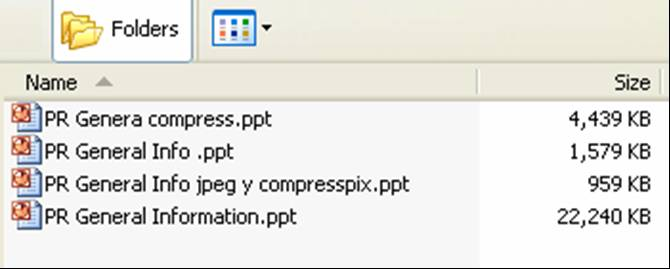 Folders
Name Size
PR Genera compress.ppt 4,439 KB
PR General Info .ppt 1,579 KB
PR General Info jpeg y compresspix.ppt 959 KB
PR General Information.ppt 22,240 KB